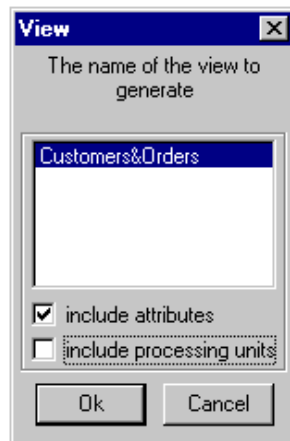 View
The name of the view to
generate
Customers&Orders
include attributes
include processing units
Ok Cancel